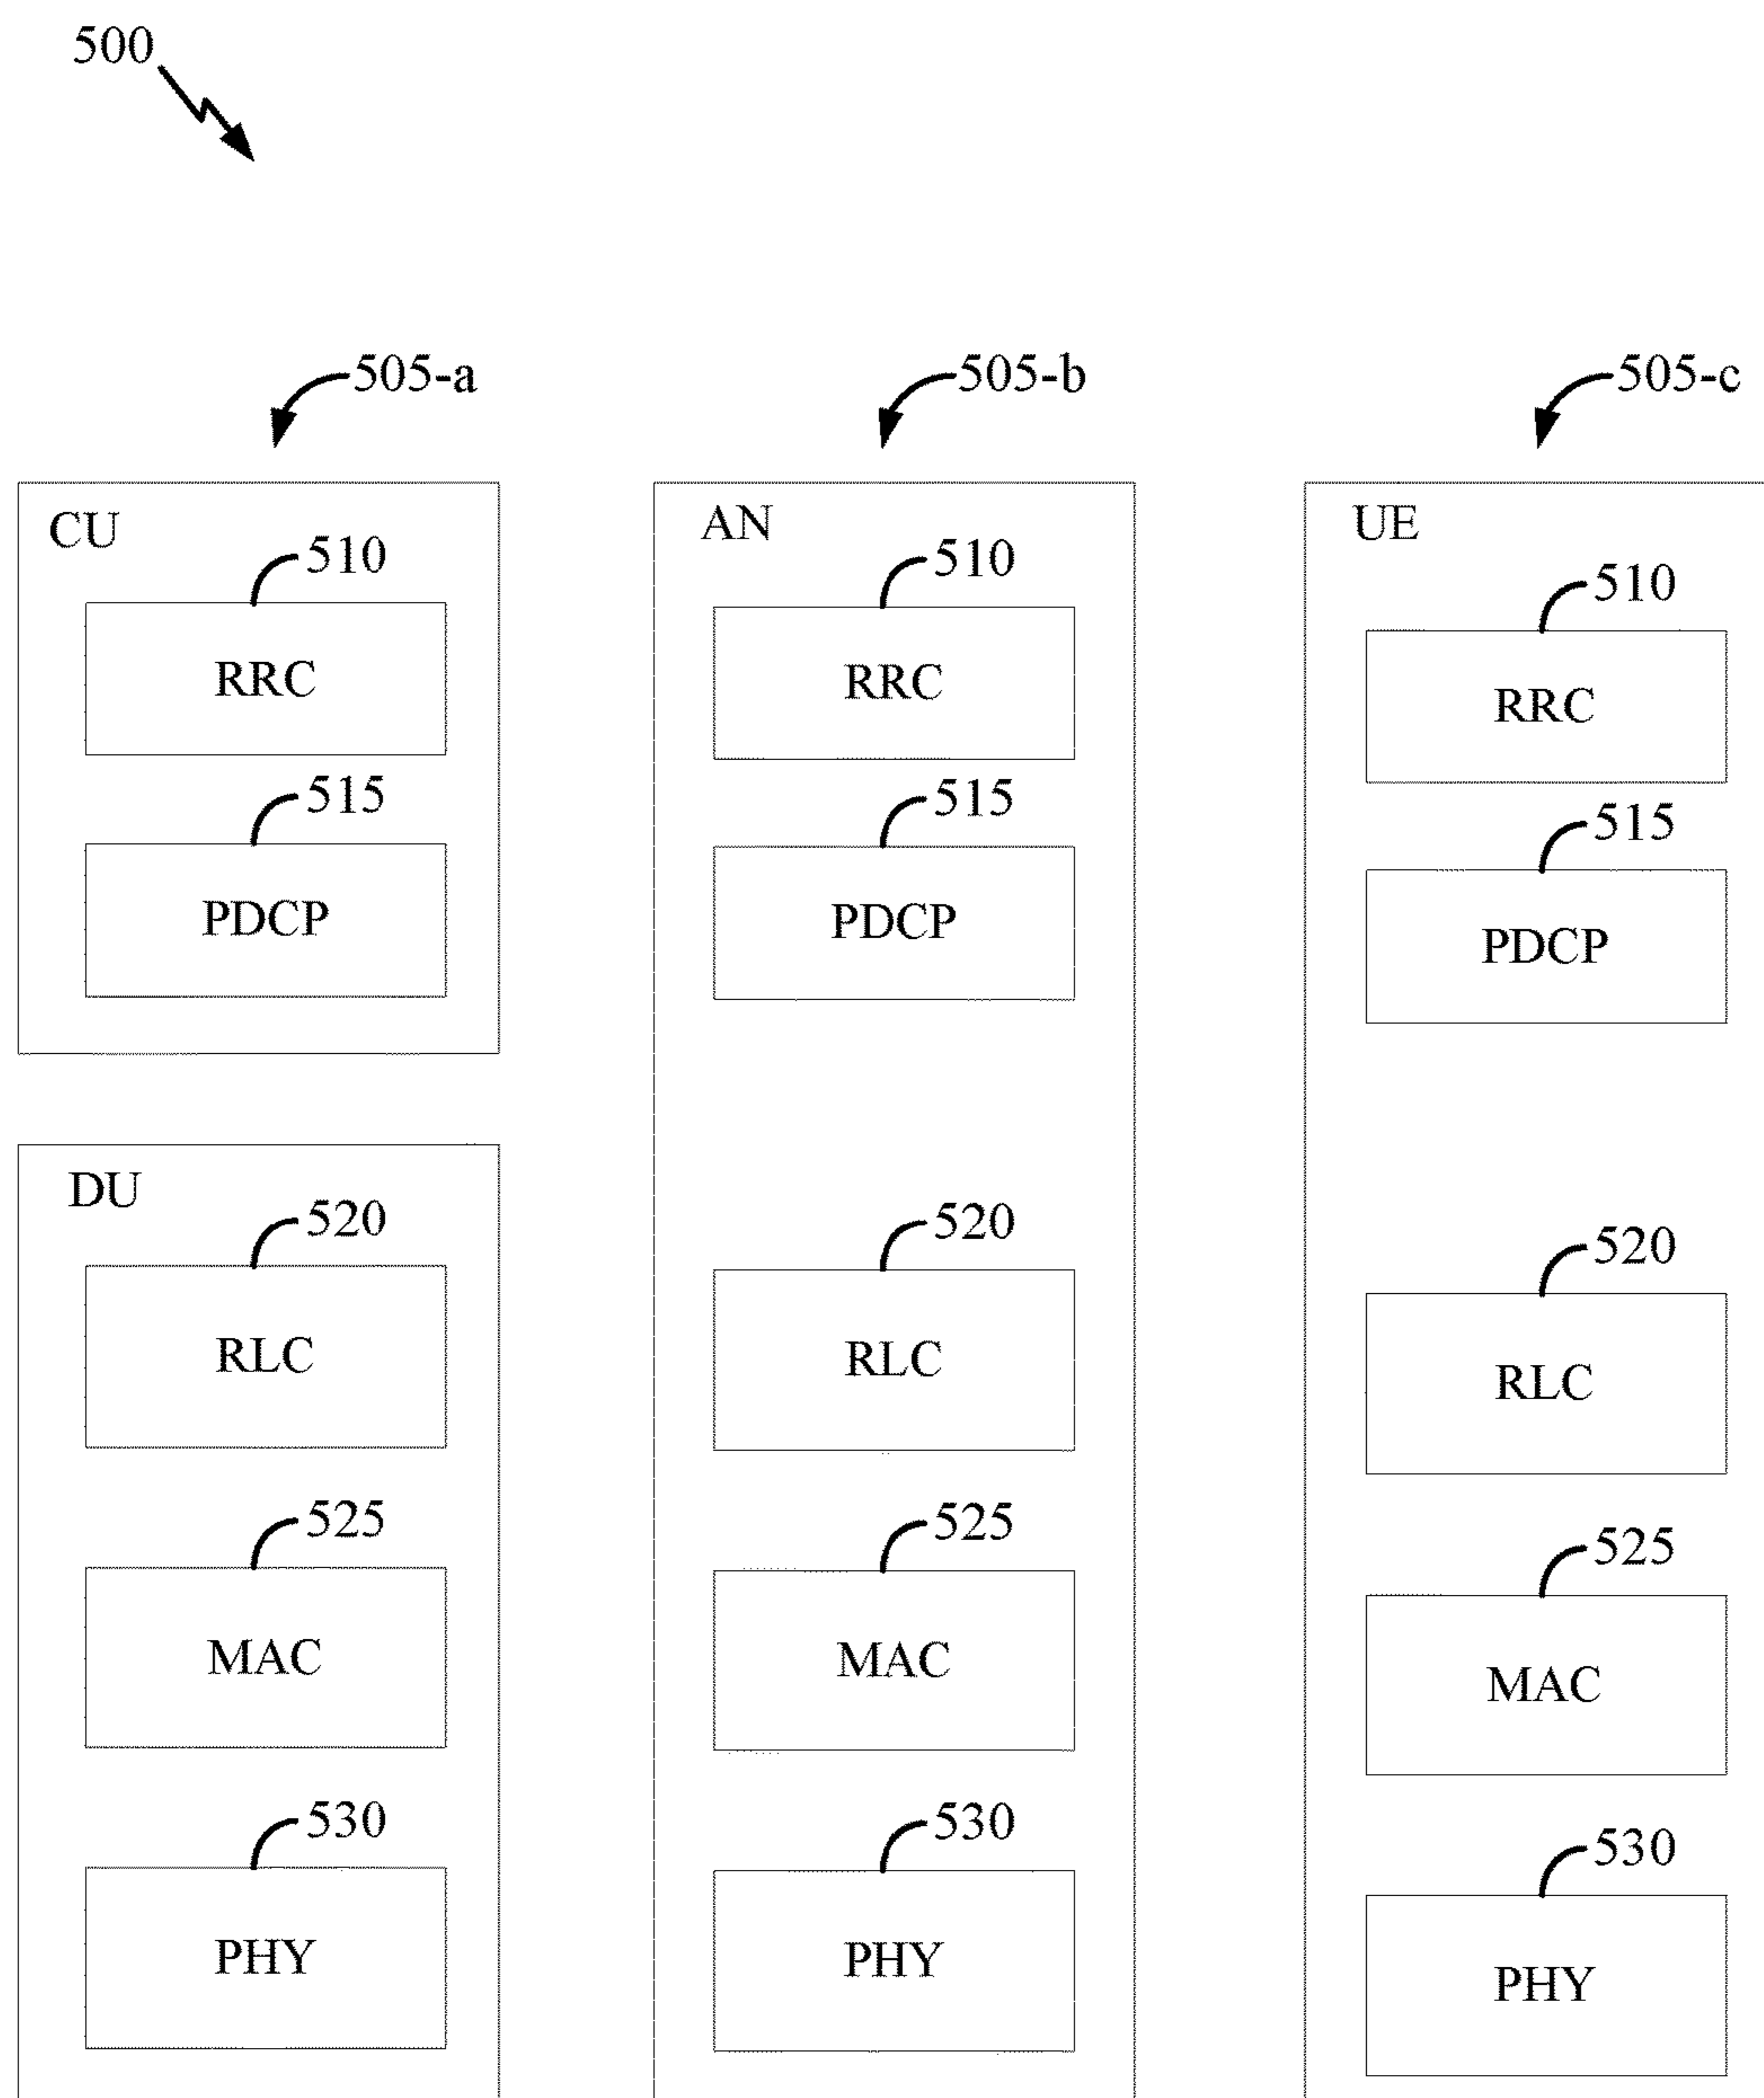 500
505-a 505-b 505-c
CU AN UE
510 510 510
RRC RRC RRC
515 515 515
PDCP PDCP PDCP
DU
520 520 520
RLC RLC RLC
525 525 525
MAC MAC MAC
530 530 530
PHY PHY PHY